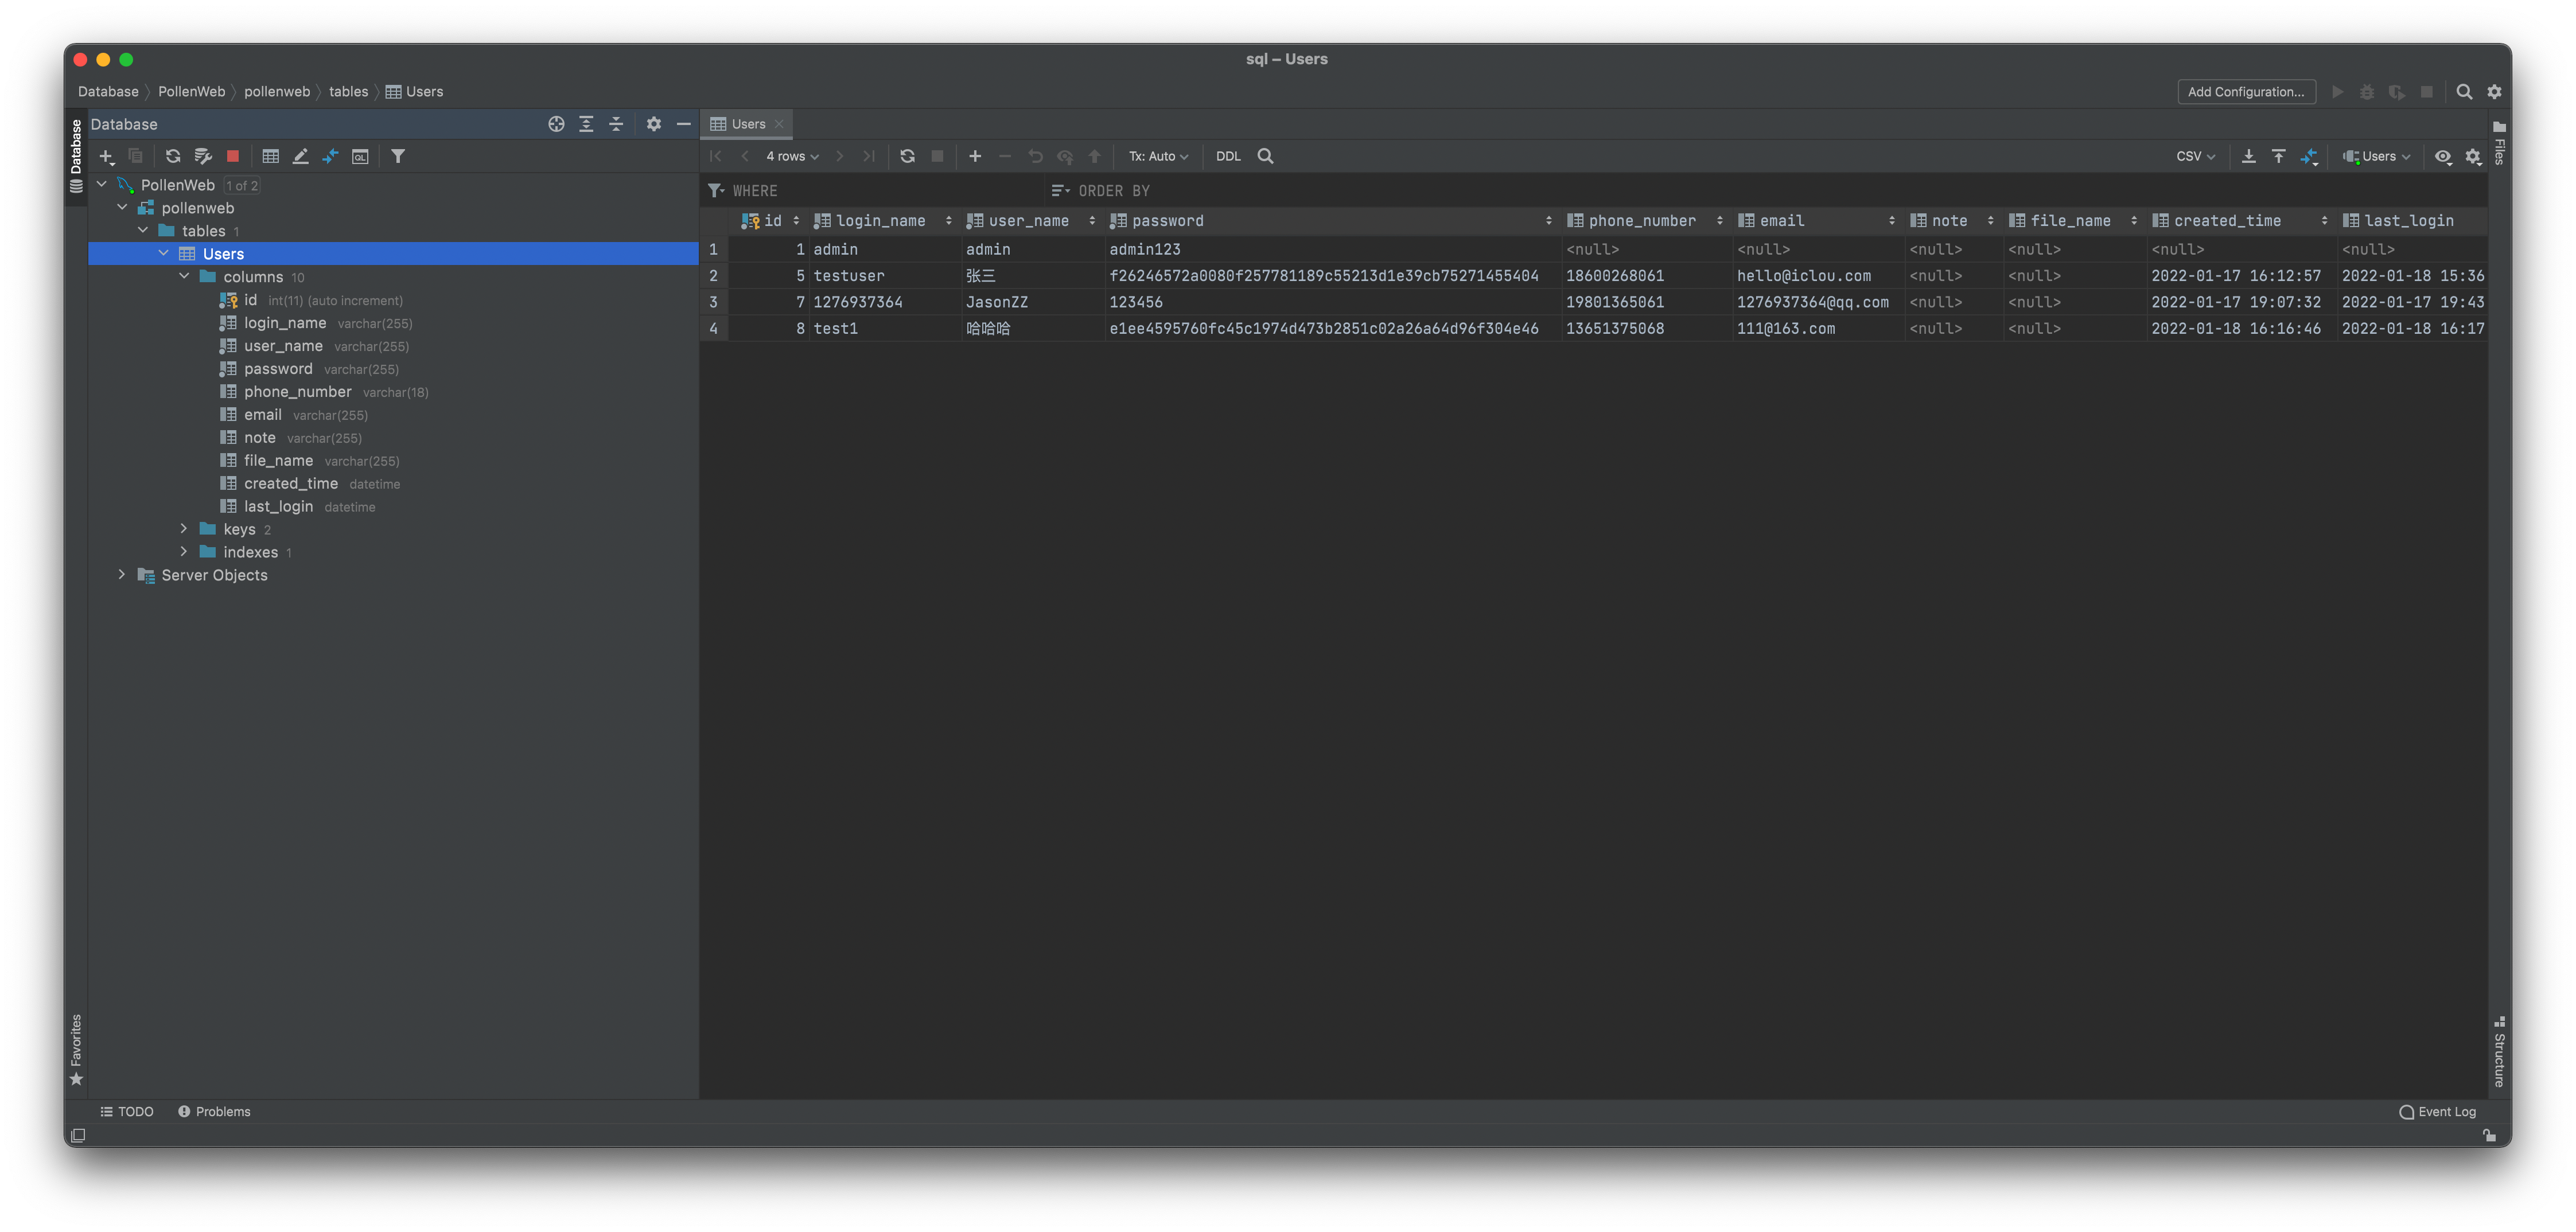 sql – Users
Database PollenWeb pollenweb tables Users
Add Configuration...
Database
Database
Users
Files
4 rows
Tx: Auto
DDL
CSV
Users
PollenWeb 1 of 2
WHERE
ORDER BY
pollenweb
id login_name user_name password phone_number email note file_name created_time last_login
tables 1
1 1 admin admin admin123 <null> <null> <null> <null> <null> <null>
Users
2 5 testuser 张三 f26246572a0080f257781189c55213d1e39cb75271455404 18600268061 hello@iclou.com <null> <null> 2022-01-17 16:12:57 2022-01-18 15:36
columns 10
3 7 1276937364 JasonZZ 123456 19801365061 1276937364@qq.com <null> <null> 2022-01-17 19:07:32 2022-01-17 19:43
id int(11) (auto increment)
4 8 test1 哈哈哈 e1ee4595760fc45c1974d473b2851c02a26a64d96f304e46 13651375068 111@163.com <null> <null> 2022-01-18 16:16:46 2022-01-18 16:17
login_name varchar(255)
user_name varchar(255)
password varchar(255)
phone_number varchar(18)
email varchar(255)
note varchar(255)
file_name varchar(255)
created_time datetime
last_login datetime
keys 2
indexes 1
Server Objects
Favorites
Structure
TODO Problems
Event Log